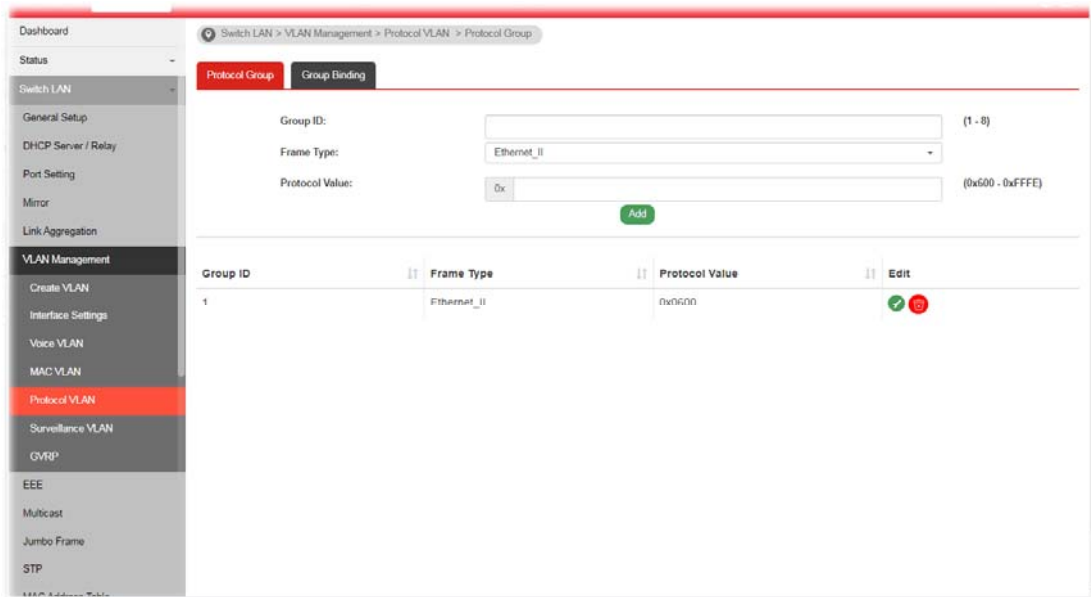 Dashboard
Switch LAN > VLAN Management > Protocol VLAN > Protocol Group
Status
Protocol Group
Group Binding
Switch LAN
General Setup
DHCP Server / Relay
Port Setting
Mirror
Link Aggregation
VLAN Management
Create VLAN
Interface Settings
Voice VLAN
MAC VLAN
Protocol VLAN
Surveillance VLAN
GVRP
EEE
Multicast
Jumbo Frame
STP
MAC Address Table
Group ID: (1 - 8)
Frame Type: Ethernet_II
Protocol Value: 0x (0x600 - 0xFFFE)
Add
Group ID Frame Type Protocol Value Edit
1 Ethernet_II 0x0600